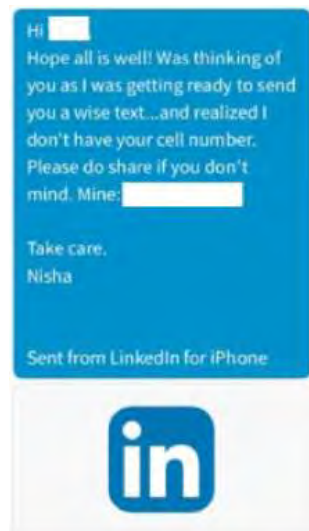 Hi
Hope all is well! Was thinking of
you as I was getting ready to send
you a wise text...and realized I
don't have your cell number.
Please do share if you don't
mind. Mine:
Take care.
Nisha
Sent from LinkedIn for iPhone
in